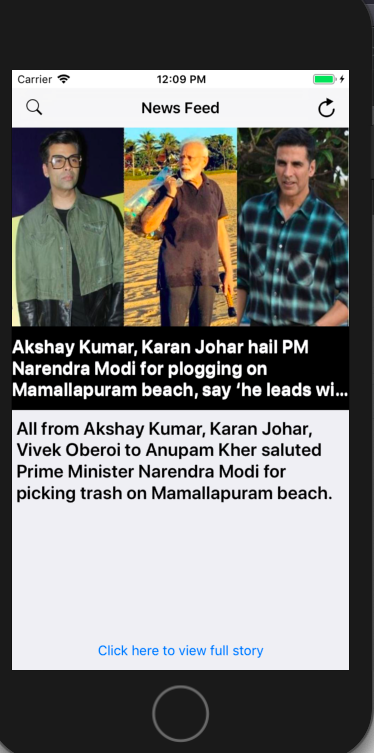 Carrier 12:09 PM
News Feed
Akshay Kumar, Karan Johar hail PM
Narendra Modi for plogging on
Mamallapuram beach, say ‘he leads wi...
All from Akshay Kumar, Karan Johar,
Vivek Oberoi to Anupam Kher saluted
Prime Minister Narendra Modi for
picking trash on Mamallapuram beach.
Click here to view full story